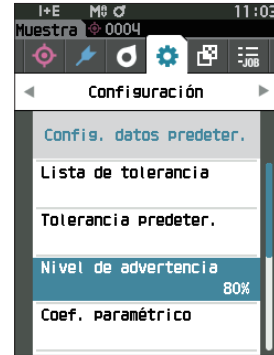 I+E M0 11:03
Muestra 0004
JOB
Configuración
Config. datos predeter.
Lista de tolerancia
Tolerancia predeter.
Nivel de advertencia
80%
Coef. paramétrico